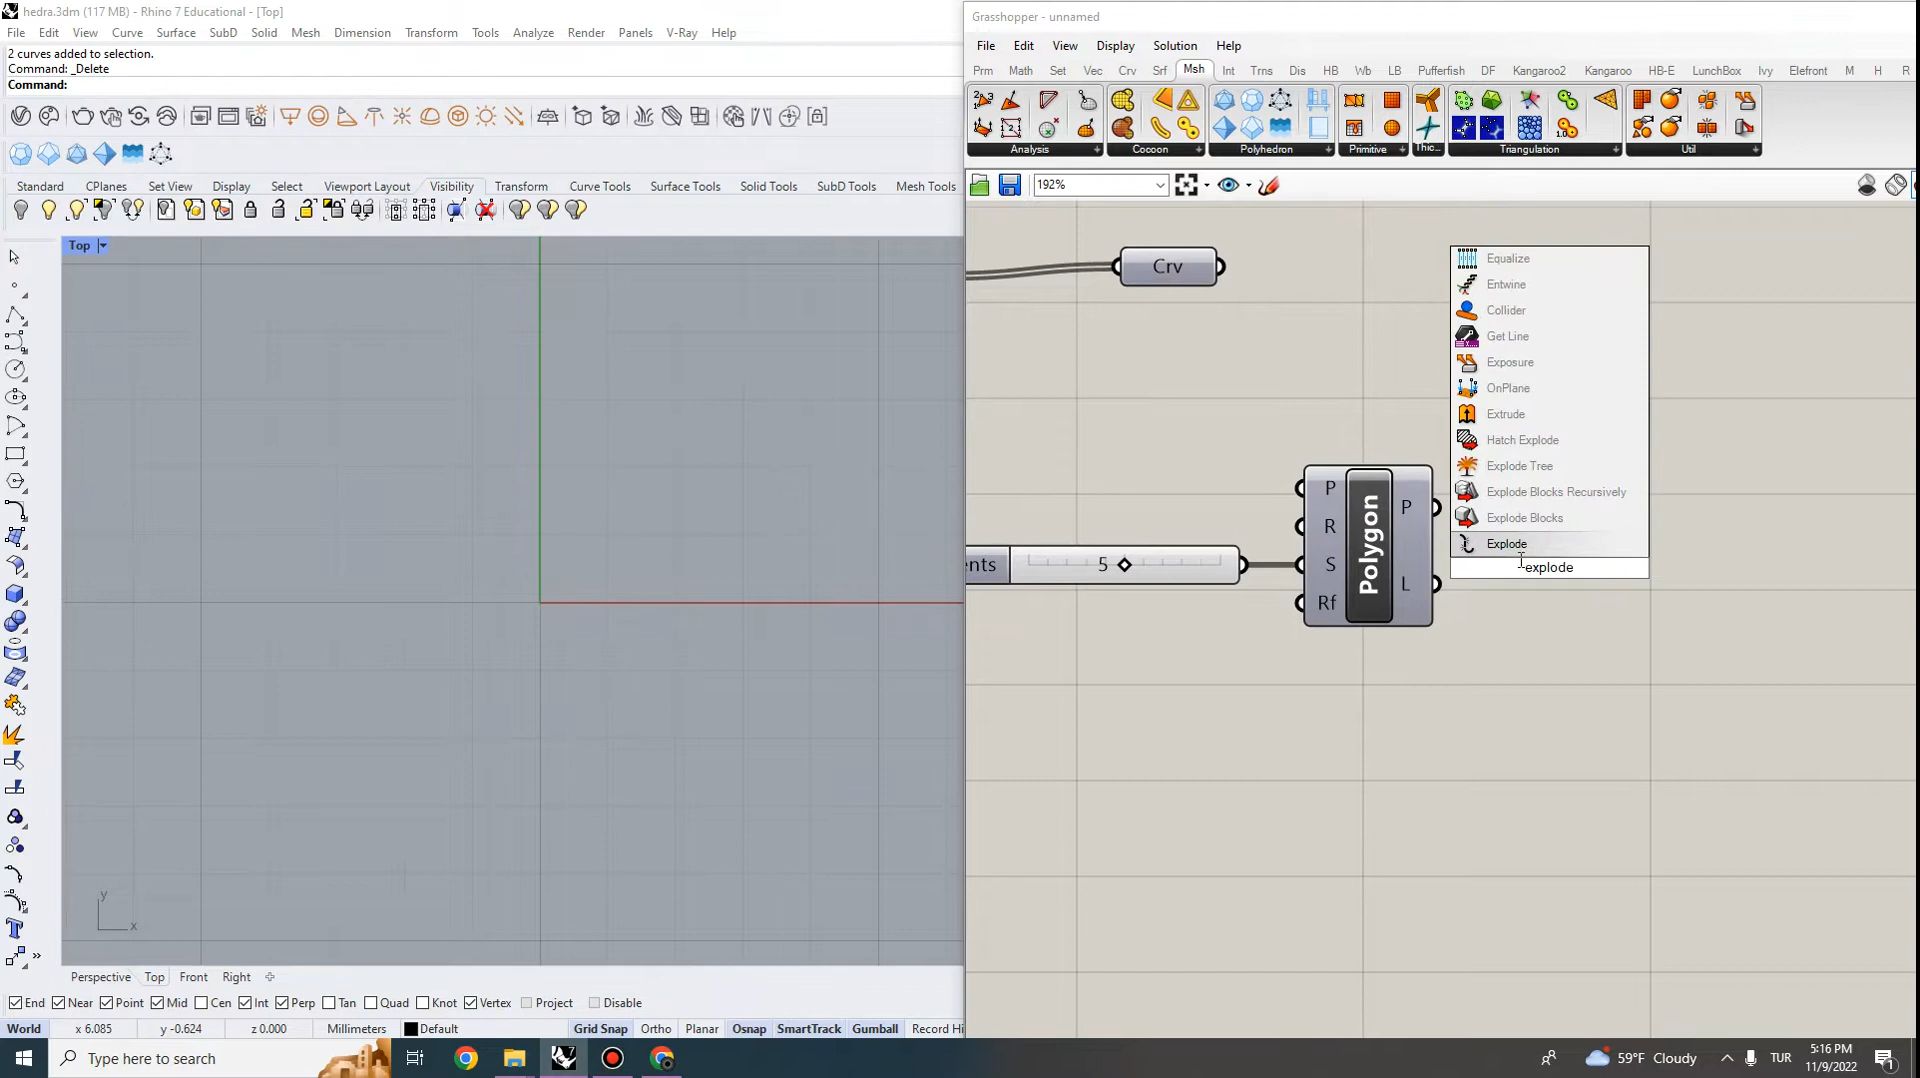 hedra.3dm (117 MB) - Rhino 7 Educational - [Top]
File Edit View Curve Surface SubD Solid Mesh Dimension Transform Tools Analyze Render Panels V-Ray Help
2 curves added to selection.
Command: _Delete
Command:
Standard CPlanes Set View Display Select Viewport Layout Visibility Transform Curve Tools Surface Tools Solid Tools SubD Tools Mesh Tools
Top
y
x
Perspective Top Front Right
End Near Point Mid Cen Int Perp Tan Quad Knot Vertex Project Disable
World x 6.085 y -0.624 z 0.000 Millimeters Default Grid Snap Ortho Planar Osnap SmartTrack Gumball Record Hi
Grasshopper - unnamed
File Edit View Display Solution Help
Prm Math Set Vec Crv Srf Msh Int Trns Dis HB Wb LB Pufferfish DF Kangaroo2 Kangaroo HB-E LunchBox Ivy Elefront M H R
Analysis Cocoon Polyhedron Primitive Thic... Triangulation Util
192%
Crv
Equalize
Entwine
Collider
Get Line
Exposure
OnPlane
Extrude
Hatch Explode
Explode Tree
Explode Blocks Recursively
Explode Blocks
Explode
explode
ents 5
P
R
S
Rf
Polygon
P
L
Type here to search
59°F Cloudy
TUR
5:16 PM
11/9/2022
1